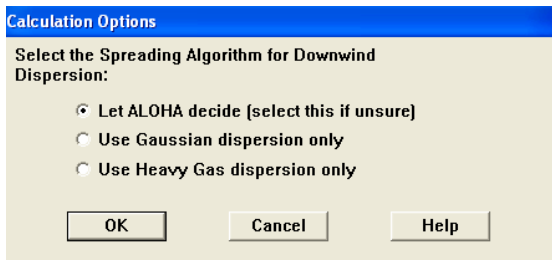 Calculation Options
Select the Spreading Algorithm for Downwind
Dispersion:
Let ALOHA decide (select this if unsure)
Use Gaussian dispersion only
Use Heavy Gas dispersion only
OK Cancel Help